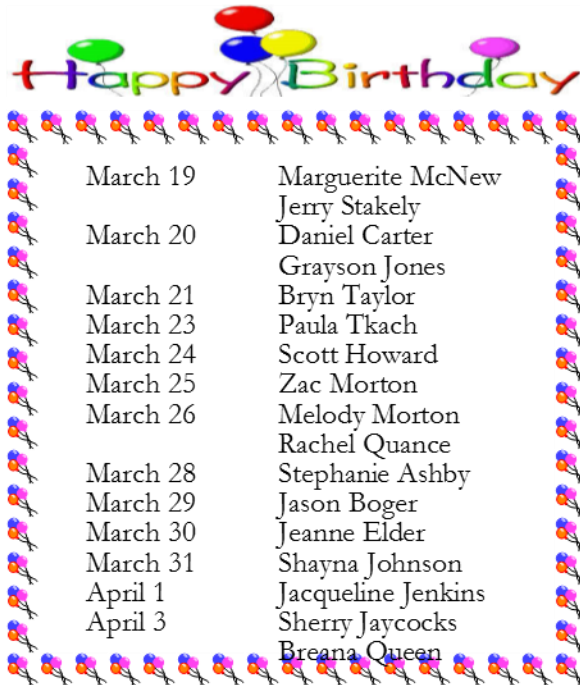 Happy Birthday
March 19 Marguerite McNew
Jerry Stakely
March 20 Daniel Carter
Grayson Jones
March 21 Bryn Taylor
March 23 Paula Tkach
March 24 Scott Howard
March 25 Zac Morton
March 26 Melody Morton
Rachel Quance
March 28 Stephanie Ashby
March 29 Jason Boger
March 30 Jeanne Elder
March 31 Shayna Johnson
April 1 Jacqueline Jenkins
April 3 Sherry Jaycocks
Breana Queen